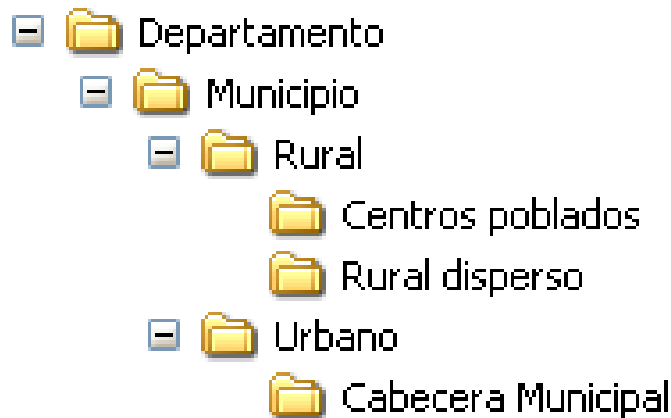 Departamento
Municipio
Rural
Centros poblados
Rural disperso
Urbano
Cabecera Municipal